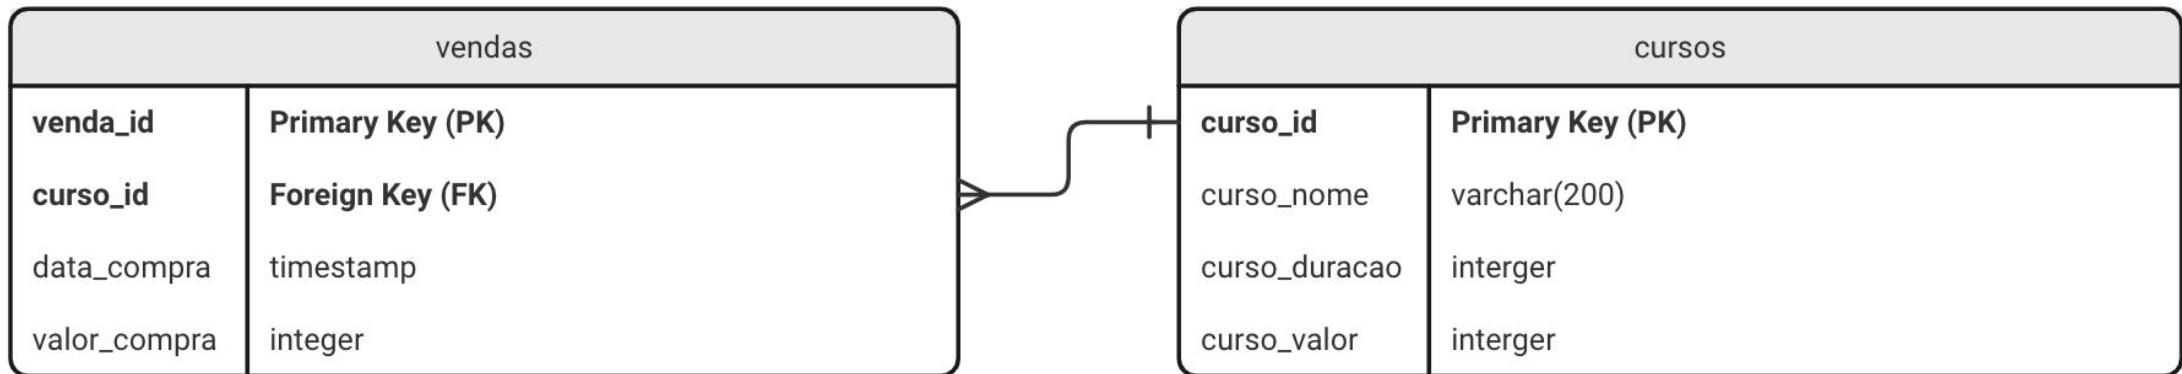 vendas
venda_id Primary Key (PK)
curso_id Foreign Key (FK)
data_compra timestamp
valor_compra integer
cursos
curso_id Primary Key (PK)
curso_nome varchar(200)
curso_duracao interger
curso_valor interger